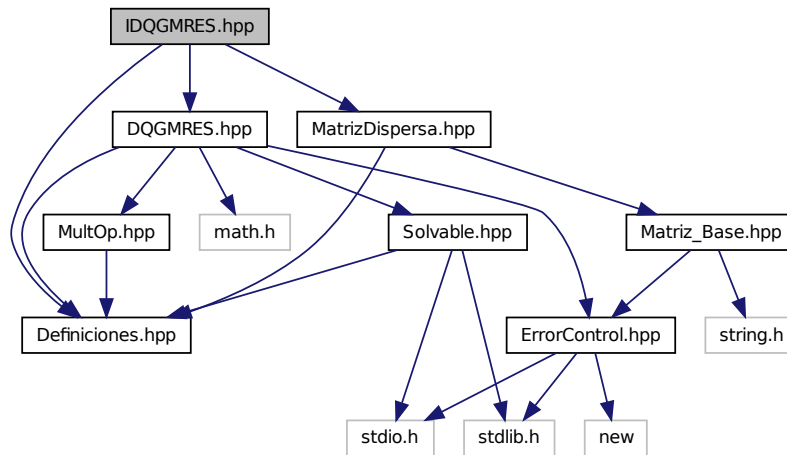 IDQGMRES.hpp
DQGMRES.hpp
MatrizDispersa.hpp
MultOp.hpp
math.h
Solvable.hpp
Matriz_Base.hpp
Definiciones.hpp
ErrorControl.hpp
string.h
stdio.h
stdlib.h
new